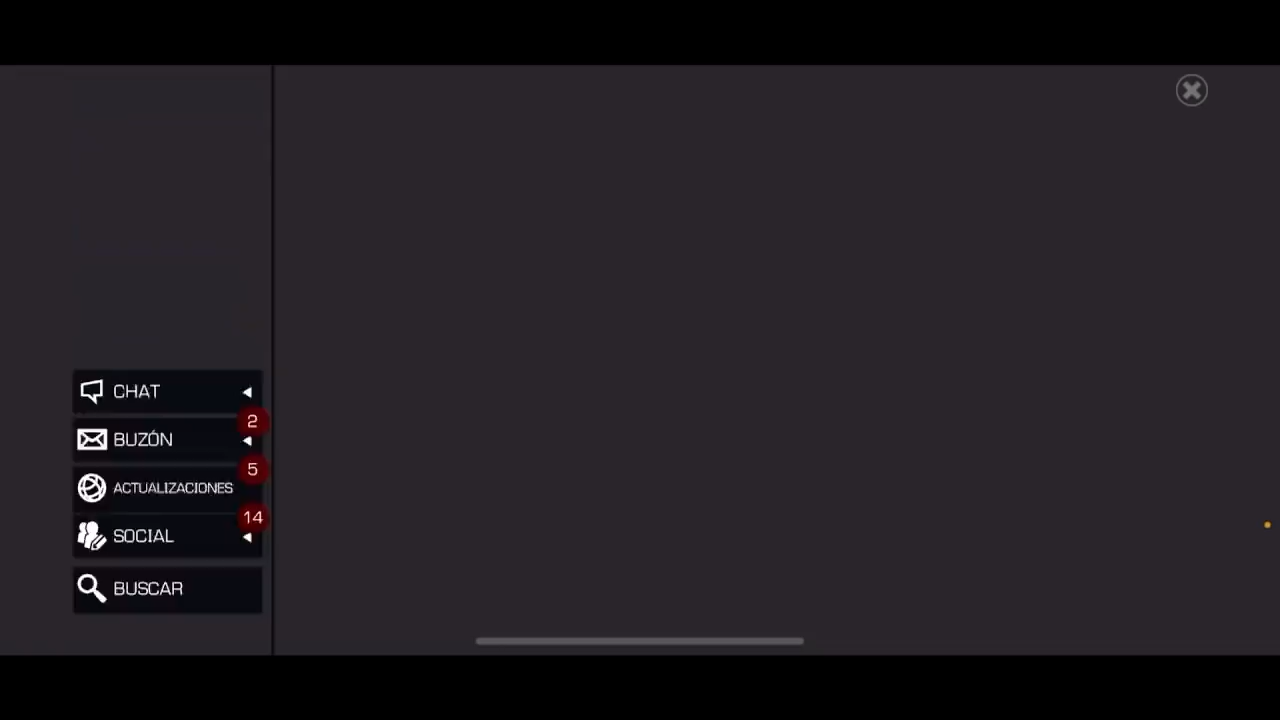 CHAT
2
BUZÓN
5
ACTUALIZACIONES
14
SOCIAL
BUSCAR